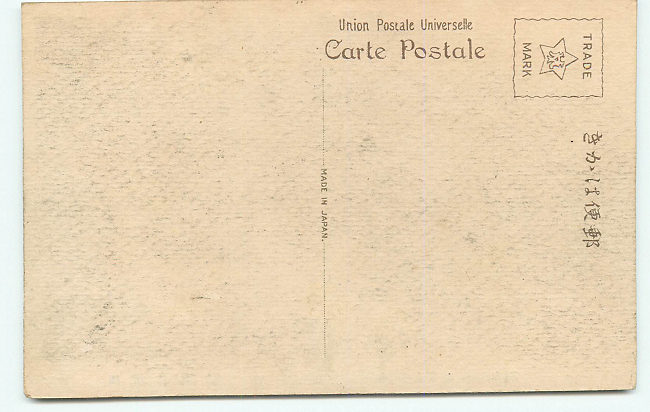 Union Postale Universelle
Carte Postale
TRADE
MARK
郵便はがき
MADE IN JAPAN.